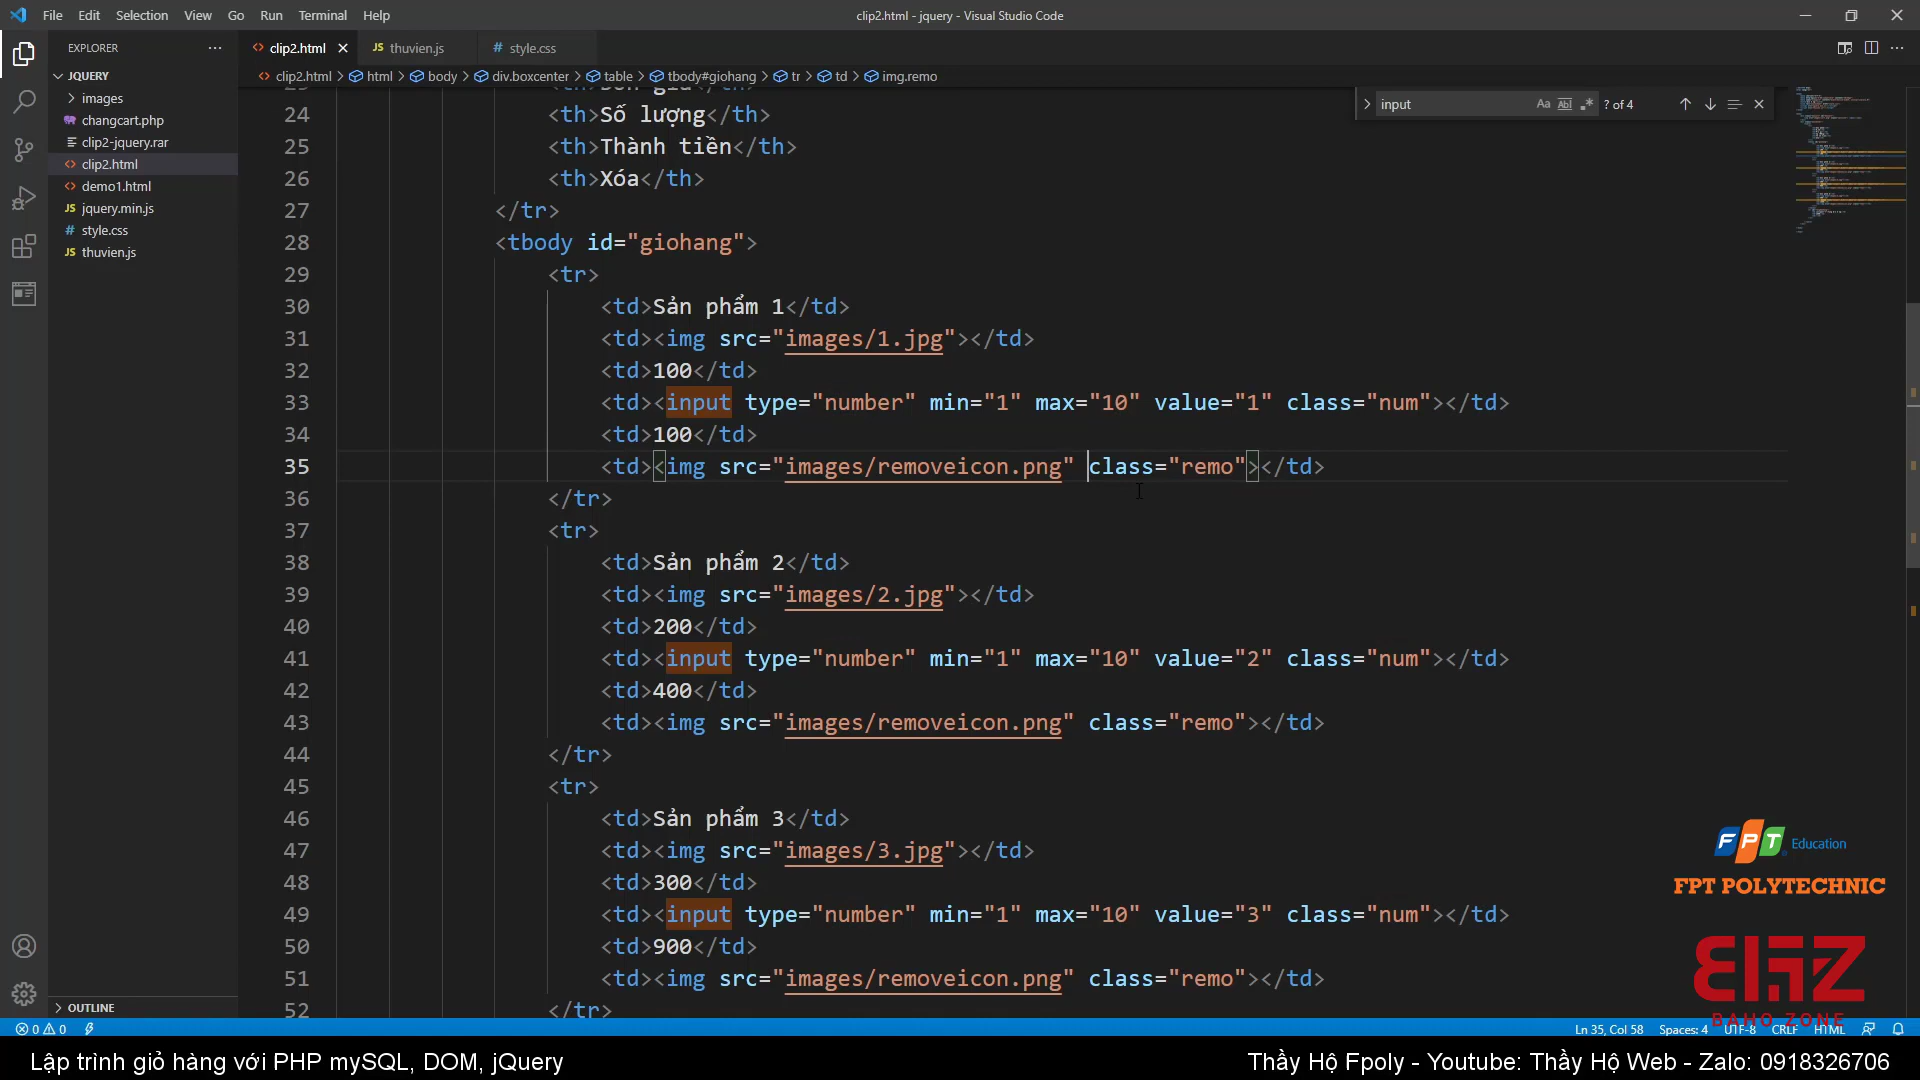 File Edit Selection View Go Run Terminal Help
clip2.html - jquery - Visual Studio Code
EXPLORER
JQUERY
images
changcart.php
clip2-jquery.rar
clip2.html
demo1.html
jquery.min.js
style.css
thuvien.js
OUTLINE
clip2.html thuvien.js style.css
clip2.html > html > body > div.boxcenter > table > tbody#giohang > tr > td > img.remo
input ? of 4
24 <th>Số lượng</th>
25 <th>Thành tiền</th>
26 <th>Xóa</th>
27 </tr>
28 <tbody id="giohang">
29 <tr>
30 <td>Sản phẩm 1</td>
31 <td><img src="images/1.jpg"></td>
32 <td>100</td>
33 <td><input type="number" min="1" max="10" value="1" class="num"></td>
34 <td>100</td>
35 <td><img src="images/removeicon.png" class="remo"></td>
36 </tr>
37 <tr>
38 <td>Sản phẩm 2</td>
39 <td><img src="images/2.jpg"></td>
40 <td>200</td>
41 <td><input type="number" min="1" max="10" value="2" class="num"></td>
42 <td>400</td>
43 <td><img src="images/removeicon.png" class="remo"></td>
44 </tr>
45 <tr>
46 <td>Sản phẩm 3</td>
47 <td><img src="images/3.jpg"></td>
48 <td>300</td>
49 <td><input type="number" min="1" max="10" value="3" class="num"></td>
50 <td>900</td>
51 <td><img src="images/removeicon.png" class="remo"></td>
52 </tr>
FPT Education
FPT POLYTECHNIC
BAHO ZONE
0 0
Ln 35, Col 58 Spaces: 4 UTF-8 CRLF HTML
Lập trình giỏ hàng với PHP mySQL, DOM, jQuery
Thầy Hộ Fpoly - Youtube: Thầy Hộ Web - Zalo: 0918326706